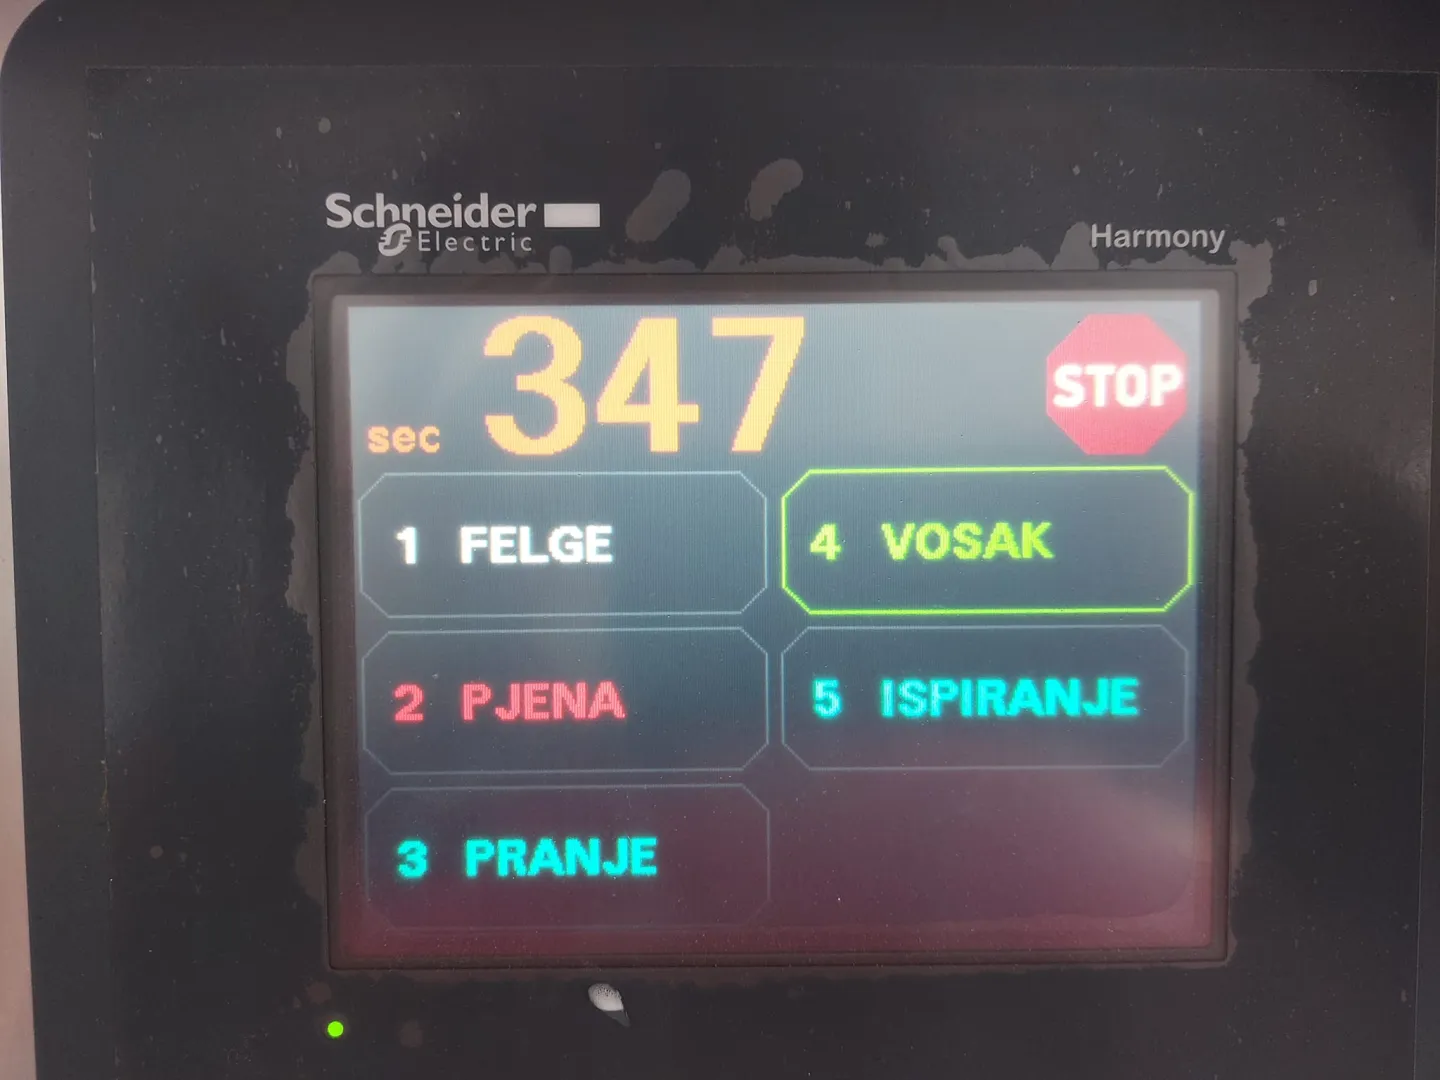 Schneider
Electric
Harmony
sec 347
STOP
1 FELGE
2 PJENA
3 PRANJE
4 VOSAK
5 ISPIRANJE